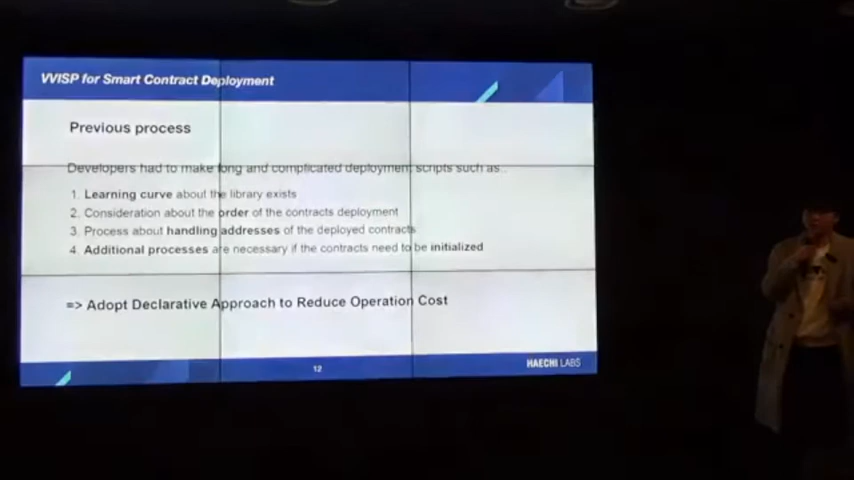 VVISP for Smart Contract Deployment
Previous process
Developers had to make long and complicated deployment scripts such as..
1. Learning curve about the library exists
2. Consideration about the order of the contracts deployment
3. Process about handling addresses of the deployed contracts
4. Additional processes are necessary if the contracts need to be initialized
=> Adopt Declarative Approach to Reduce Operation Cost
12
HAECHI LABS